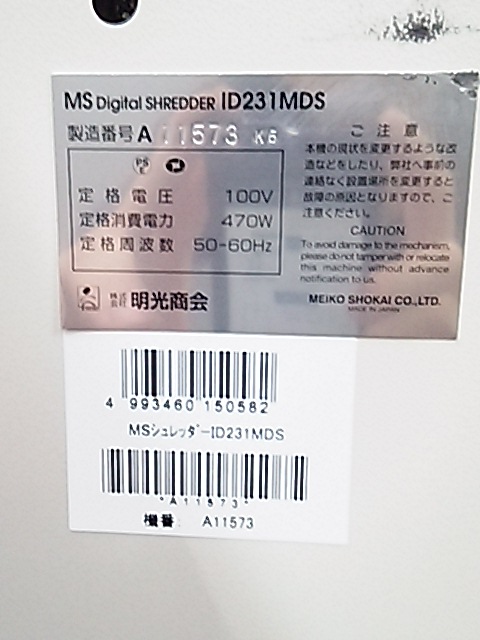 MS Digital SHREDDER ID231MDS
製造番号 A 11573 K6
PS
E
定格電圧 100V
定格消費電力 470W
定格周波数 50-60Hz
株式
会社 明光商会
ご注意
本機の現状を変更するような改
造などをしたり、弊社へ事前の
連絡なく設置場所を変更すると
故障の原因となりますので、ご
注意ください。
CAUTION
To avoid damage to the mechanism,
please do not tamper with or relocate
this machine without advance
notification to us.
MEIKO SHOKAI CO., LTD.
MADE IN JAPAN
4 993460 150582
MSシュレッダｰID231MDS
*A11573*
機番: A11573